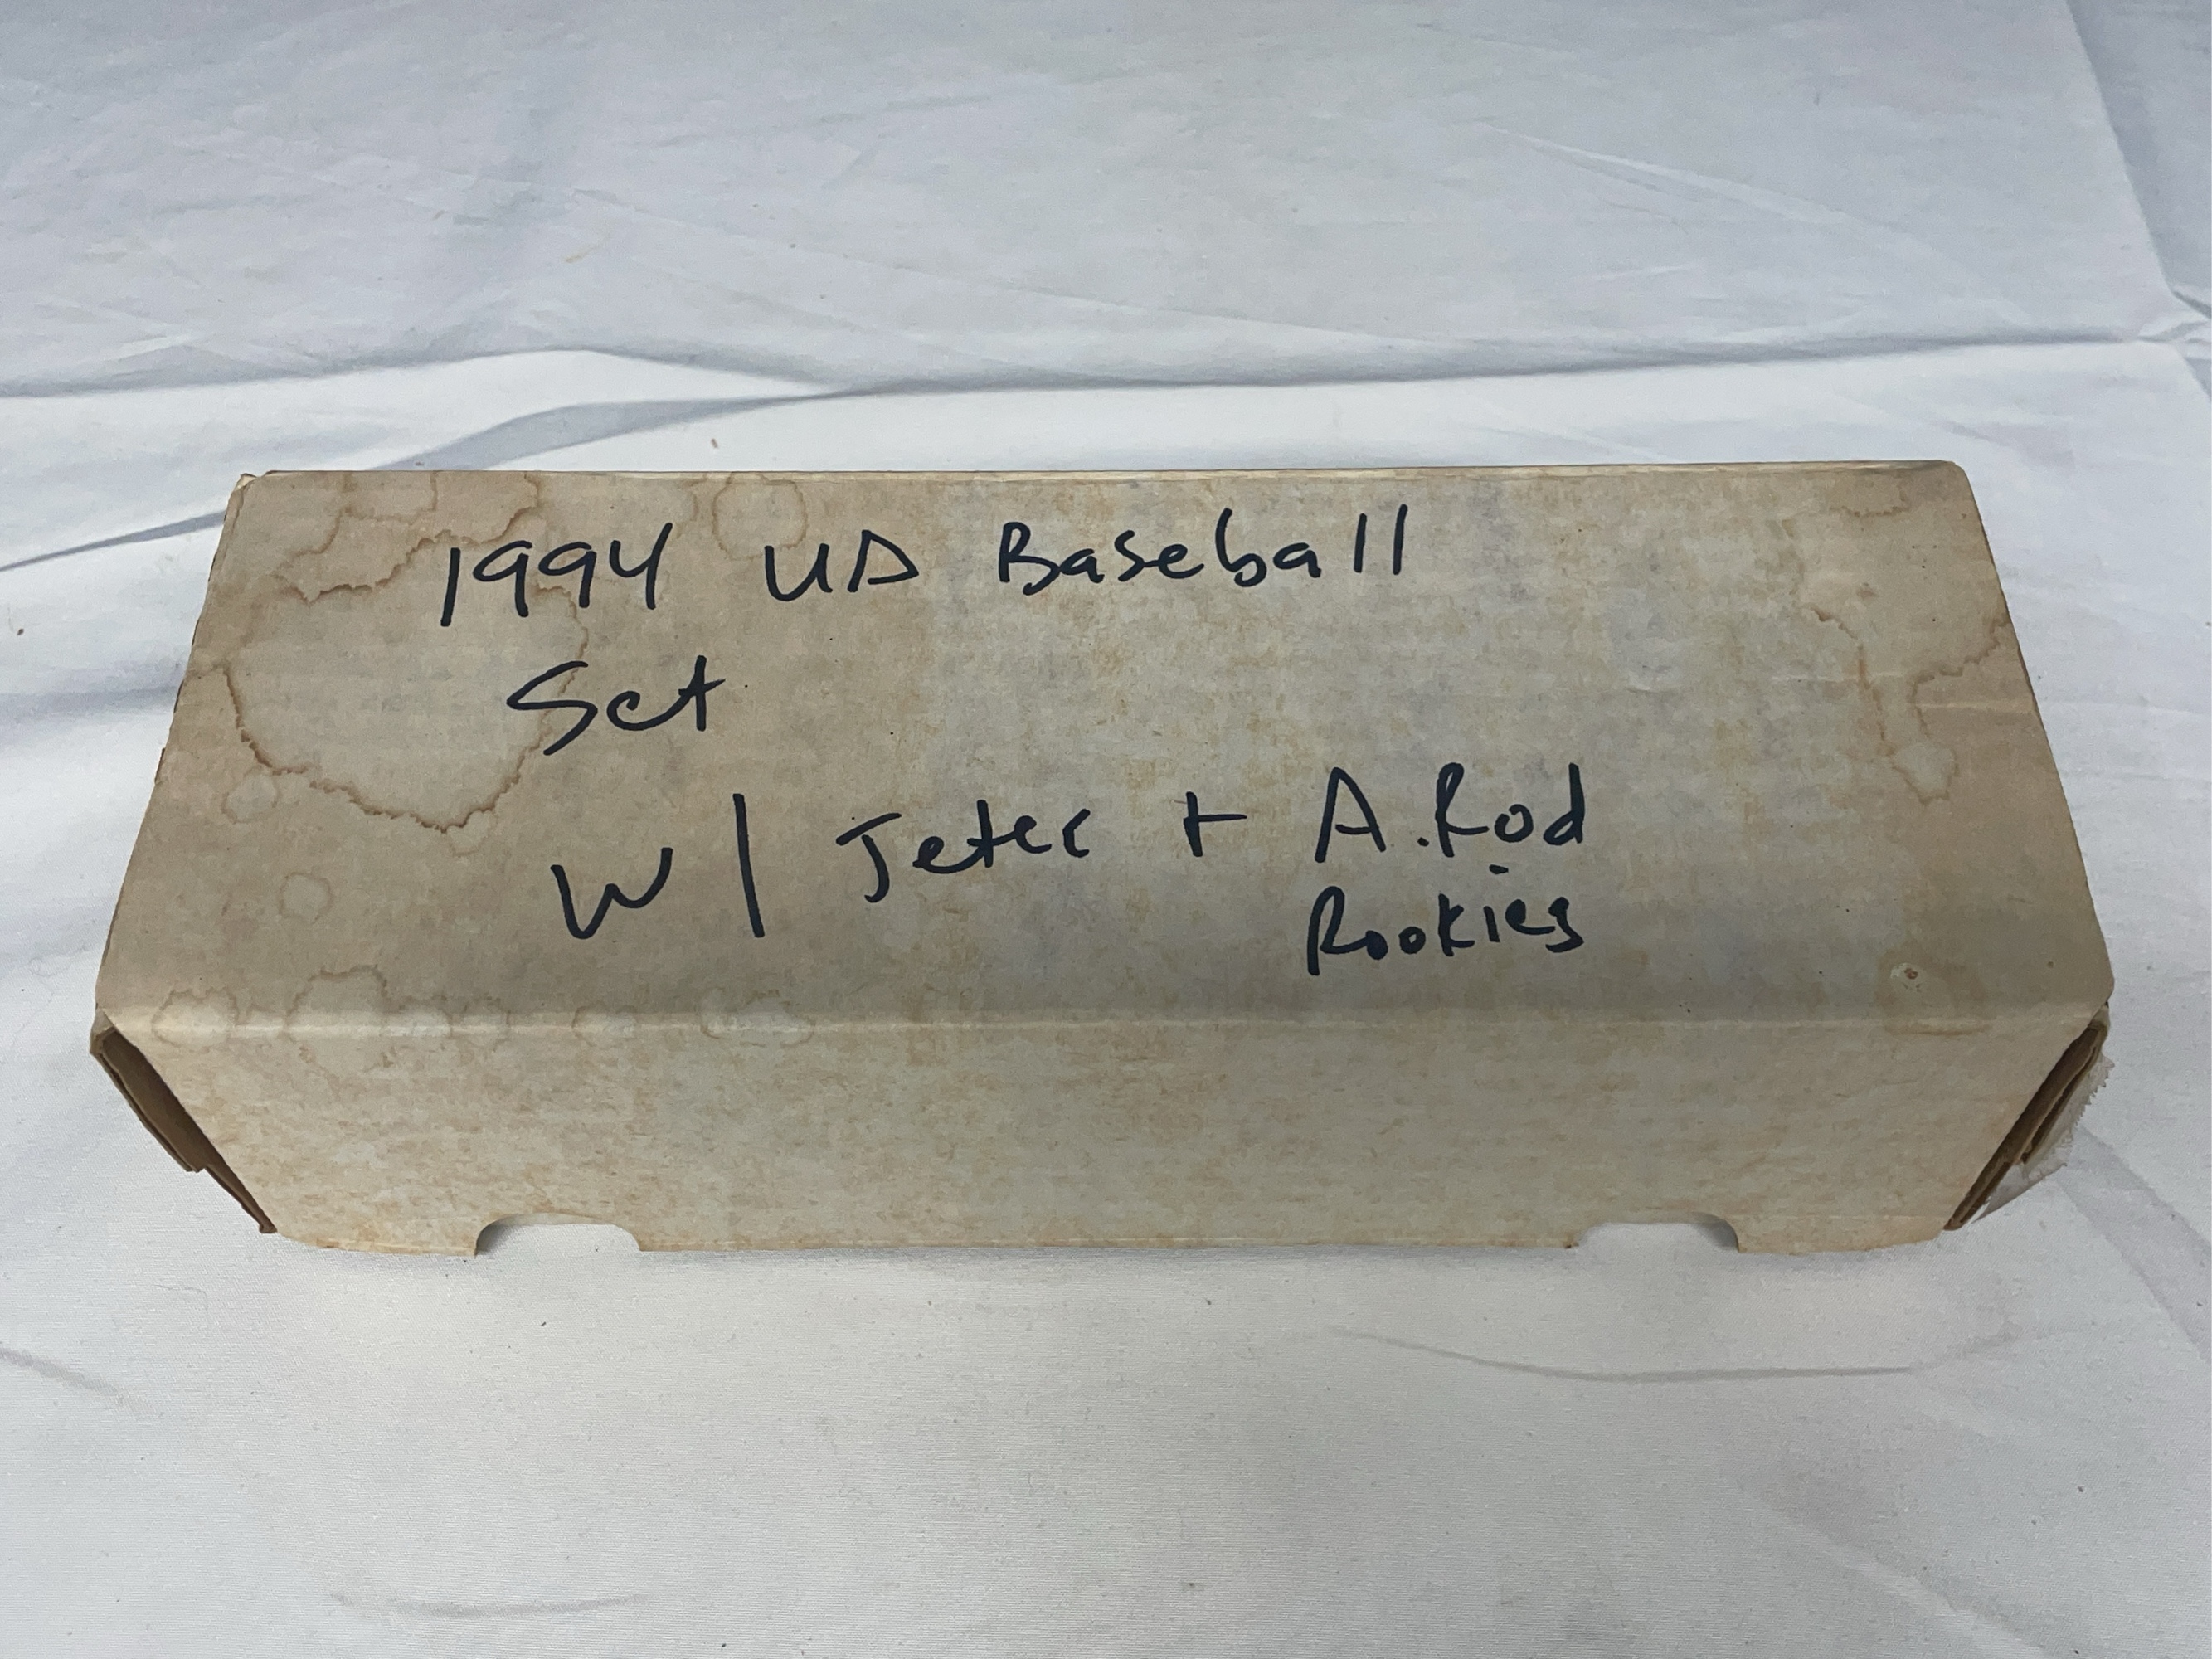 1994 UD Baseball
Set
W/ Jeter + A.Rod
Rookies